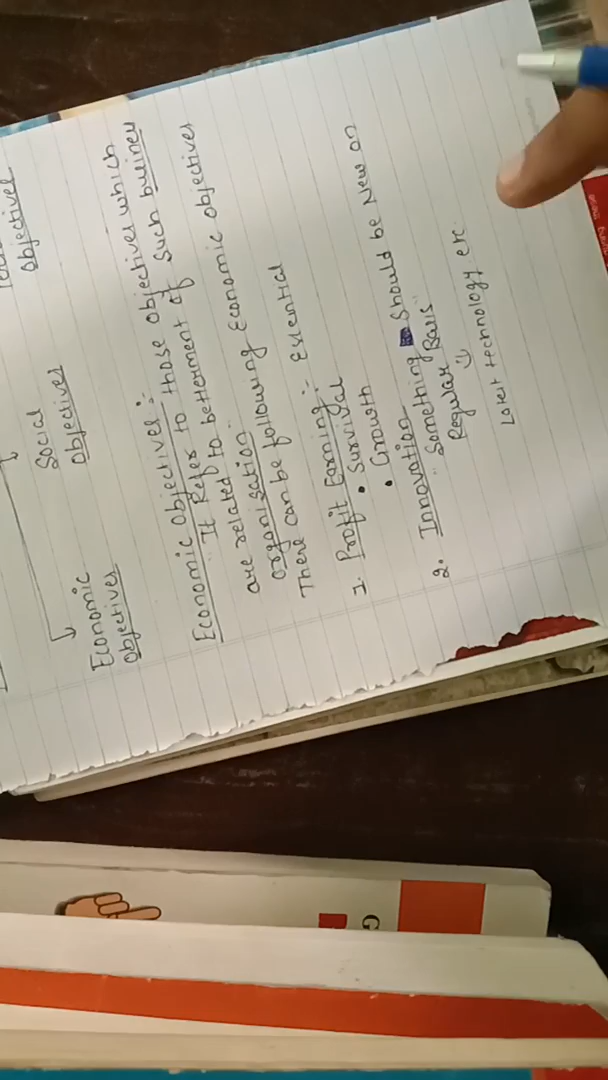 Objectives
Social
Objectives
Economic
Objectives
Economic Objectives :
"It Refer to those Objectives which
are related to betterment of such business
organisation"
There can be following Economic objectives
1. Profit Earning :- Essential
• Survival
• Growth
2. Innovation
"Something Should be New on
Regular Basis"
Latest technology, etc.
G